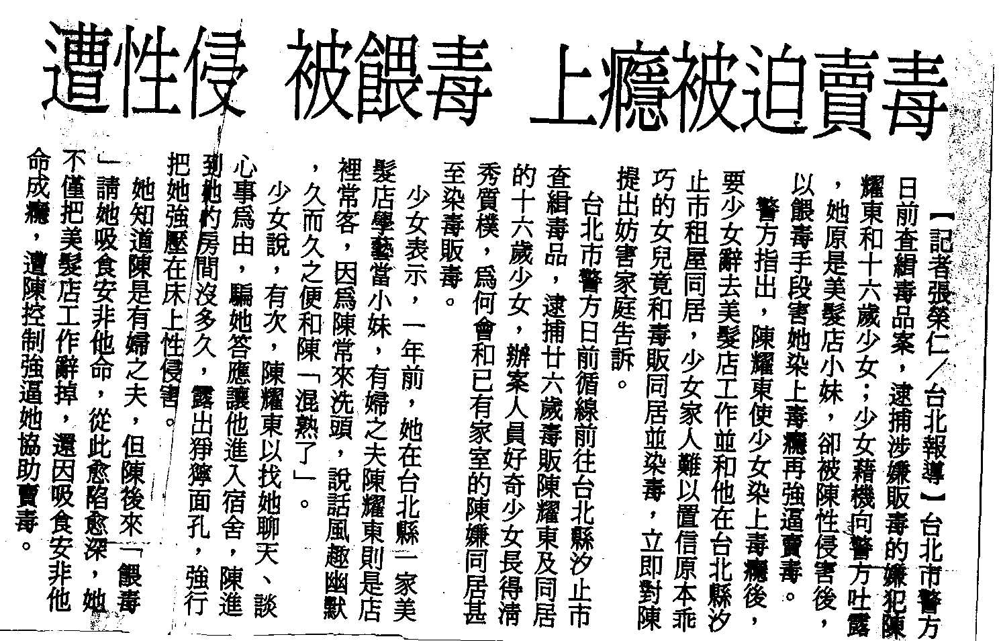 遭性侵 被餵毒 上癮被迫賣毒
【記者張榮仁／台北報導】台北市警方
日前查緝毒品案，逮捕涉嫌販毒的嫌犯陳
耀東和十六歲少女；少女藉機向警方吐露
，她原是美髮店小妹，卻被陳性侵害後，
以餵毒手段害她染上毒癮再強逼賣毒。
警方指出，陳耀東使少女染上毒癮後，
要少女辭去美髮店工作並和他在台北縣汐
止市租屋同居，少女家人難以置信原本乖
巧的女兒竟和毒販同居並染毒，立即對陳
提出妨害家庭告訴。
台北市警方日前循線前往台北縣汐止市
查緝毒品，逮捕廿六歲毒販陳耀東及同居
的十六歲少女，辦案人員好奇少女長得清
秀質樸，為何會和已有家室的陳嫌同居甚
至染毒販毒。
少女表示，一年前，她在台北縣一家美
髮店學藝當小妹，有婦之夫陳耀東則是店
裡常客，因為陳常來洗頭，說話風趣幽默
，久而久之便和陳「混熟了」。
少女說，有次，陳耀東以找她聊天、談
心事為由，騙她答應讓他進入宿舍，陳進
到她的房間沒多久，露出猙獰面孔，強行
把她強壓在床上性侵害。
她知道陳是有婦之夫，但陳後來「餵毒
」請她吸食安非他命，從此愈陷愈深，她
不僅把美髮店工作辭掉，還因吸食安非他
命成癮，遭陳控制強逼她協助賣毒。